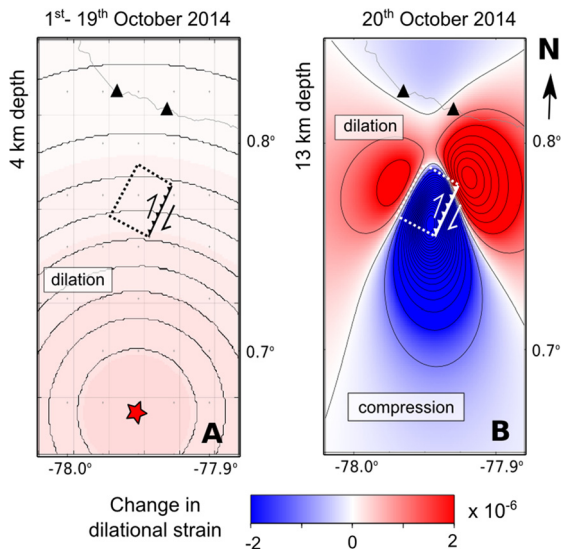 1st- 19th October 2014
20th October 2014
4 km depth
13 km depth
N
dilation
dilation
0.8°
0.8°
0.7°
0.7°
compression
A
B
-78.0°
-77.9°
-78.0°
-77.9°
Change in
dilational strain
-2
0
2
x 10-6